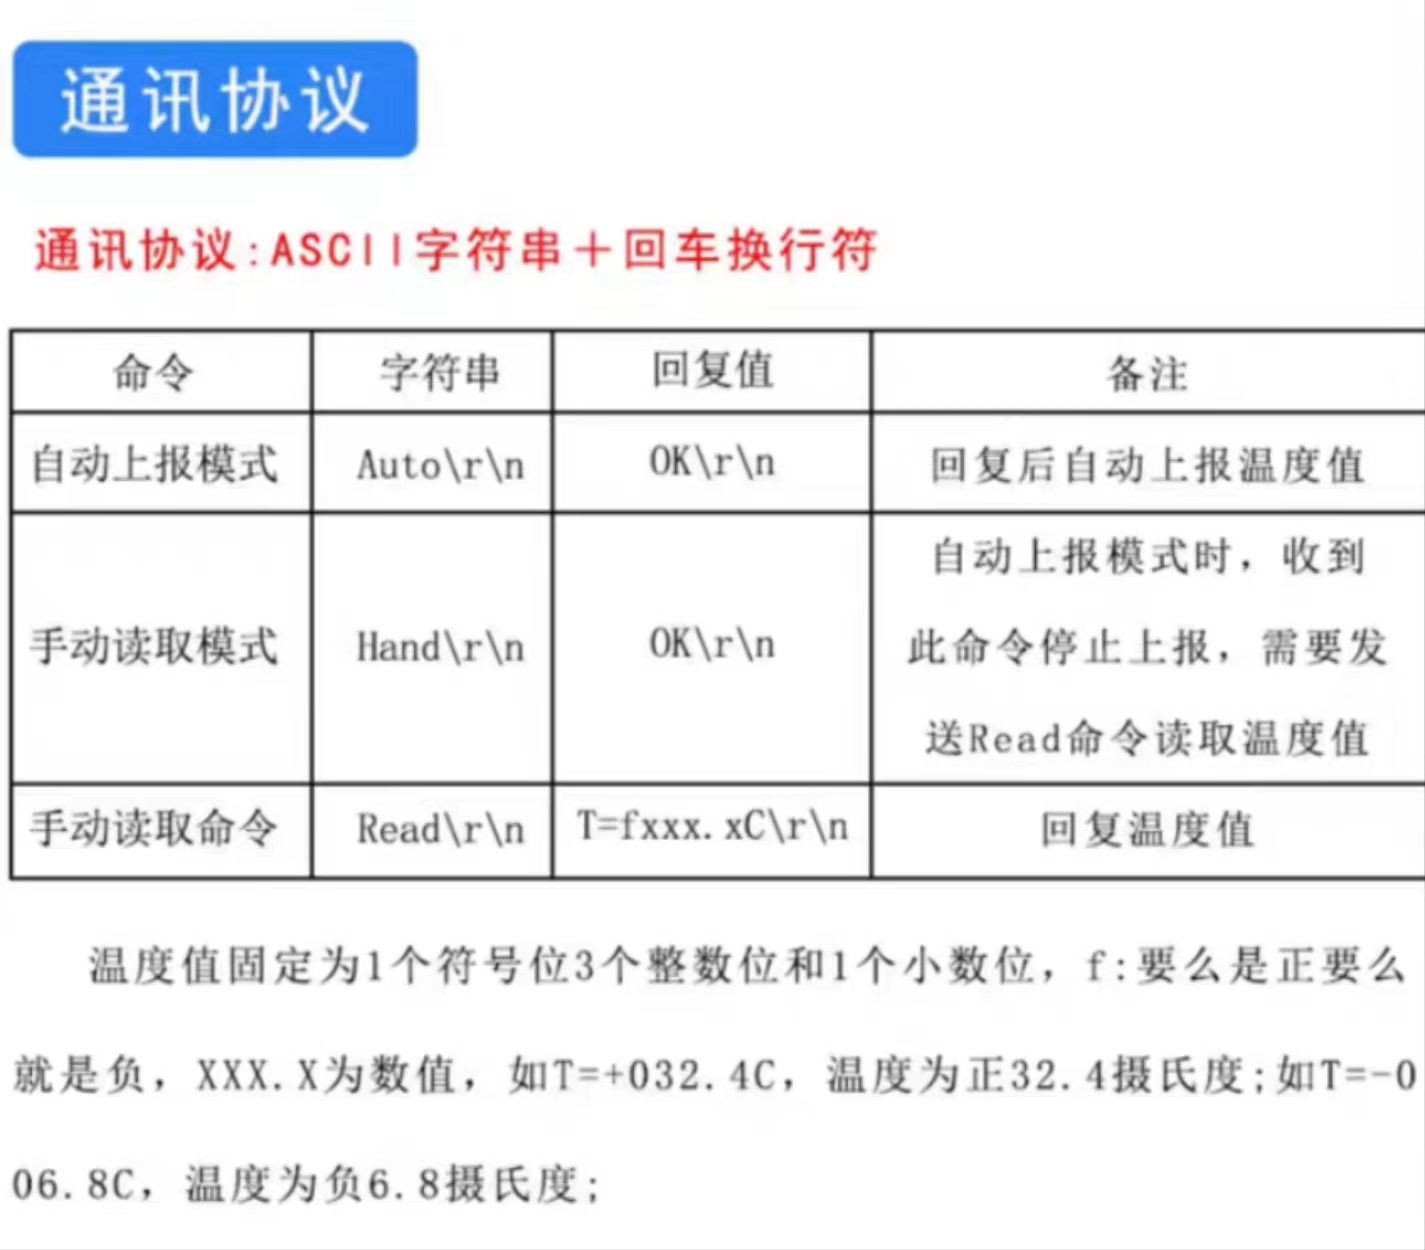 通讯协议
通讯协议:ASCII字符串＋回车换行符
命令 字符串 回复值 备注
自动上报模式 Auto\r\n OK\r\n 回复后自动上报温度值
手动读取模式 Hand\r\n OK\r\n 自动上报模式时，收到
此命令停止上报，需要发
送Read命令读取温度值
手动读取命令 Read\r\n T=fxxx.xC\r\n 回复温度值
温度值固定为1个符号位3个整数位和1个小数位，f:要么是正要么
就是负，XXX.X为数值，如T=+032.4C，温度为正32.4摄氏度;如T=-0
06.8C，温度为负6.8摄氏度;